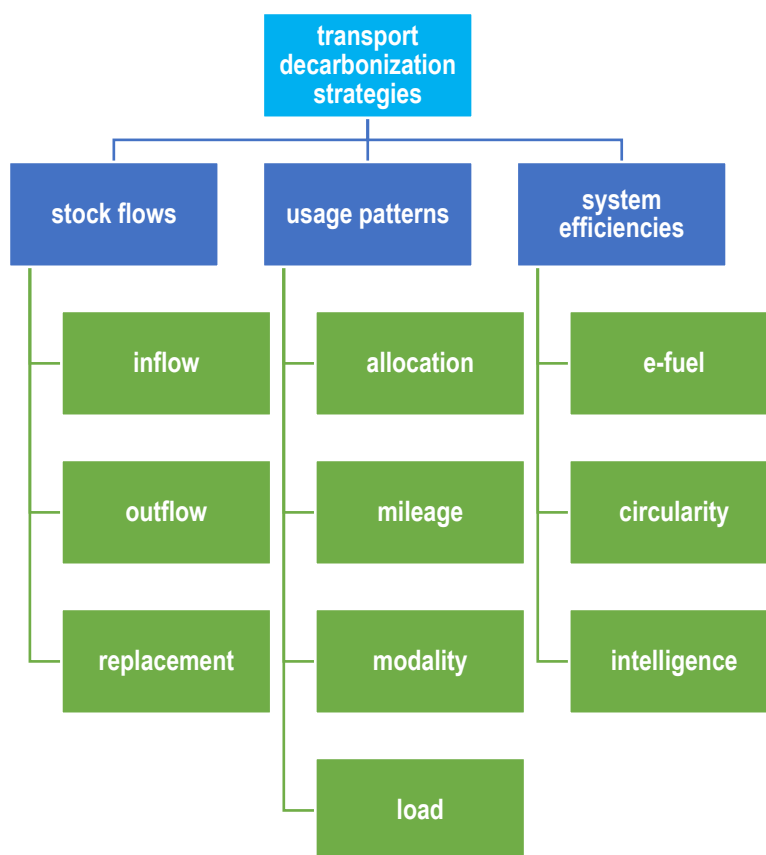 transport
decarbonization
strategies
stock flows
usage patterns
system
efficiencies
inflow
allocation
e-fuel
outflow
mileage
circularity
replacement
modality
intelligence
load